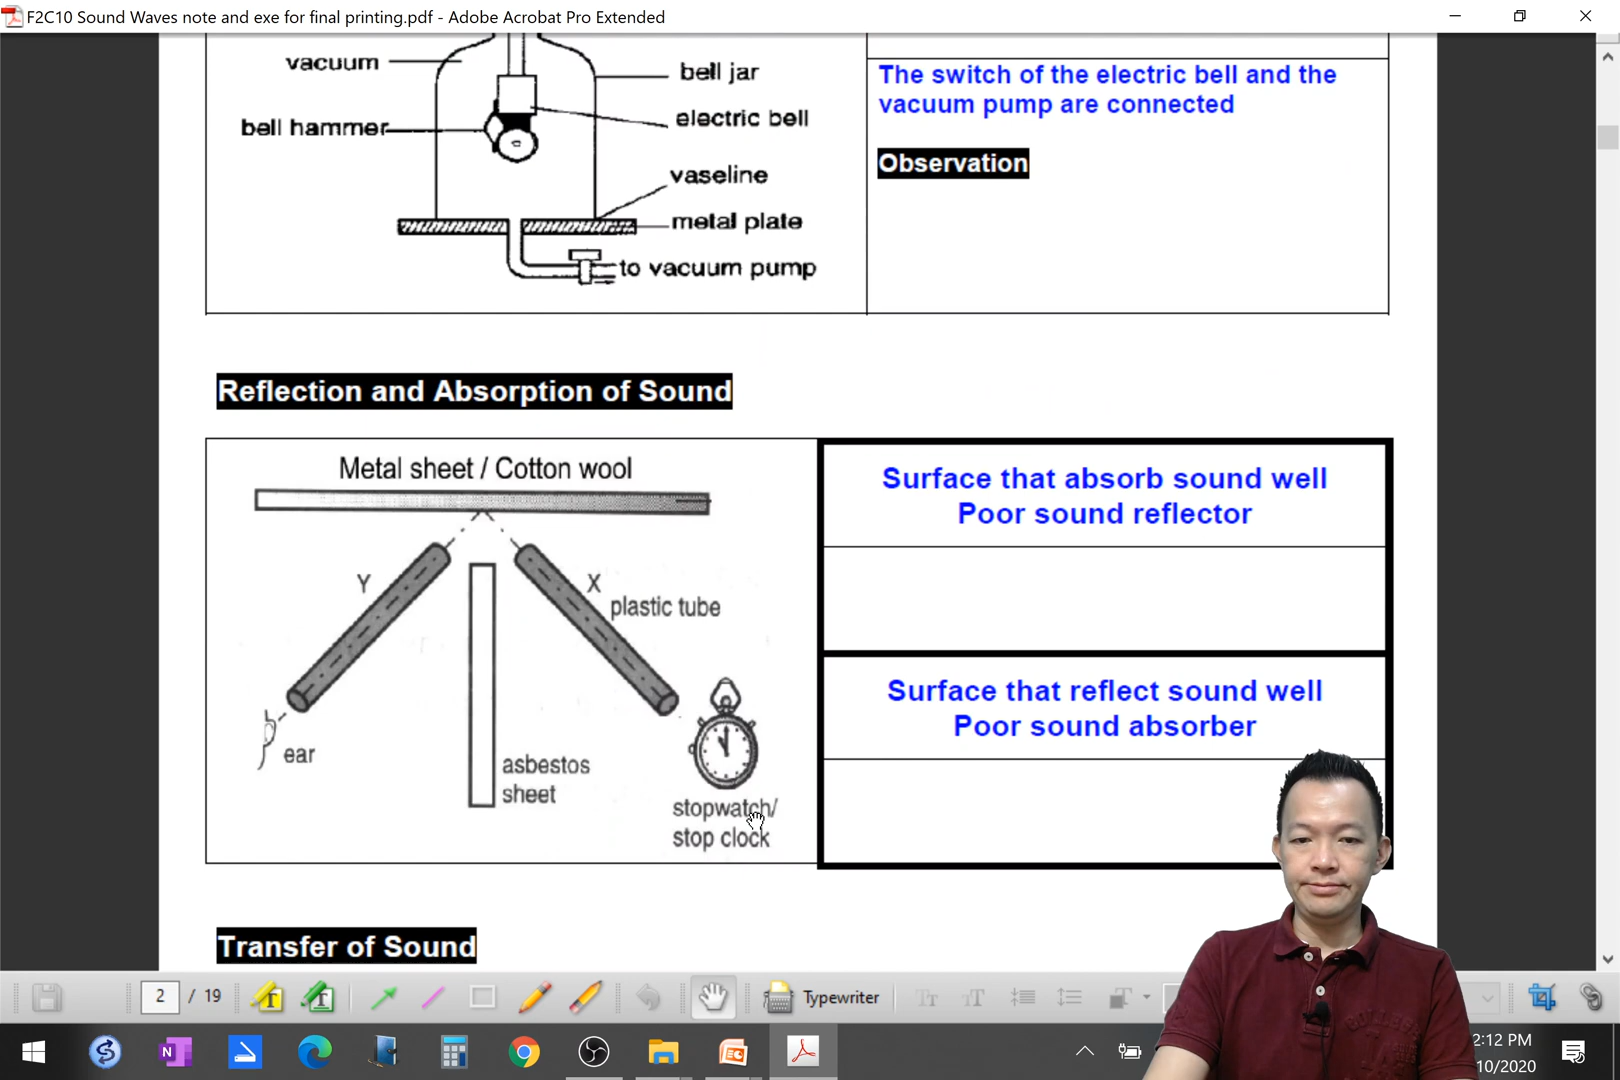 F2C10 Sound Waves note and exe for final printing.pdf - Adobe Acrobat Pro Extended
vacuum
bell jar
electric bell
bell hammer
vaseline
metal plate
to vacuum pump
The switch of the electric bell and the
vacuum pump are connected
Observation
Reflection and Absorption of Sound
Metal sheet / Cotton wool
Y
X
plastic tube
ear
asbestos
sheet
stopwatch/
stop clock
Surface that absorb sound well
Poor sound reflector
Surface that reflect sound well
Poor sound absorber
Transfer of Sound
2 / 19
Typewriter
2:12 PM
10/2020